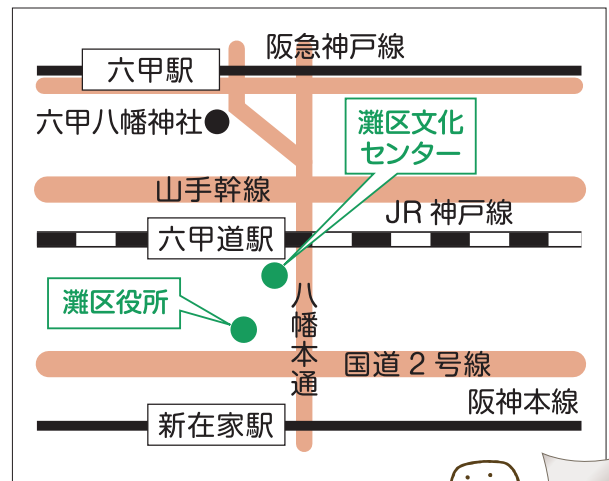 阪急神戸線
六甲駅
六甲八幡神社
灘区文化
センター
山手幹線
JR 神戸線
六甲道駅
灘区役所
八幡本通
国道2号線
阪神本線
新在家駅